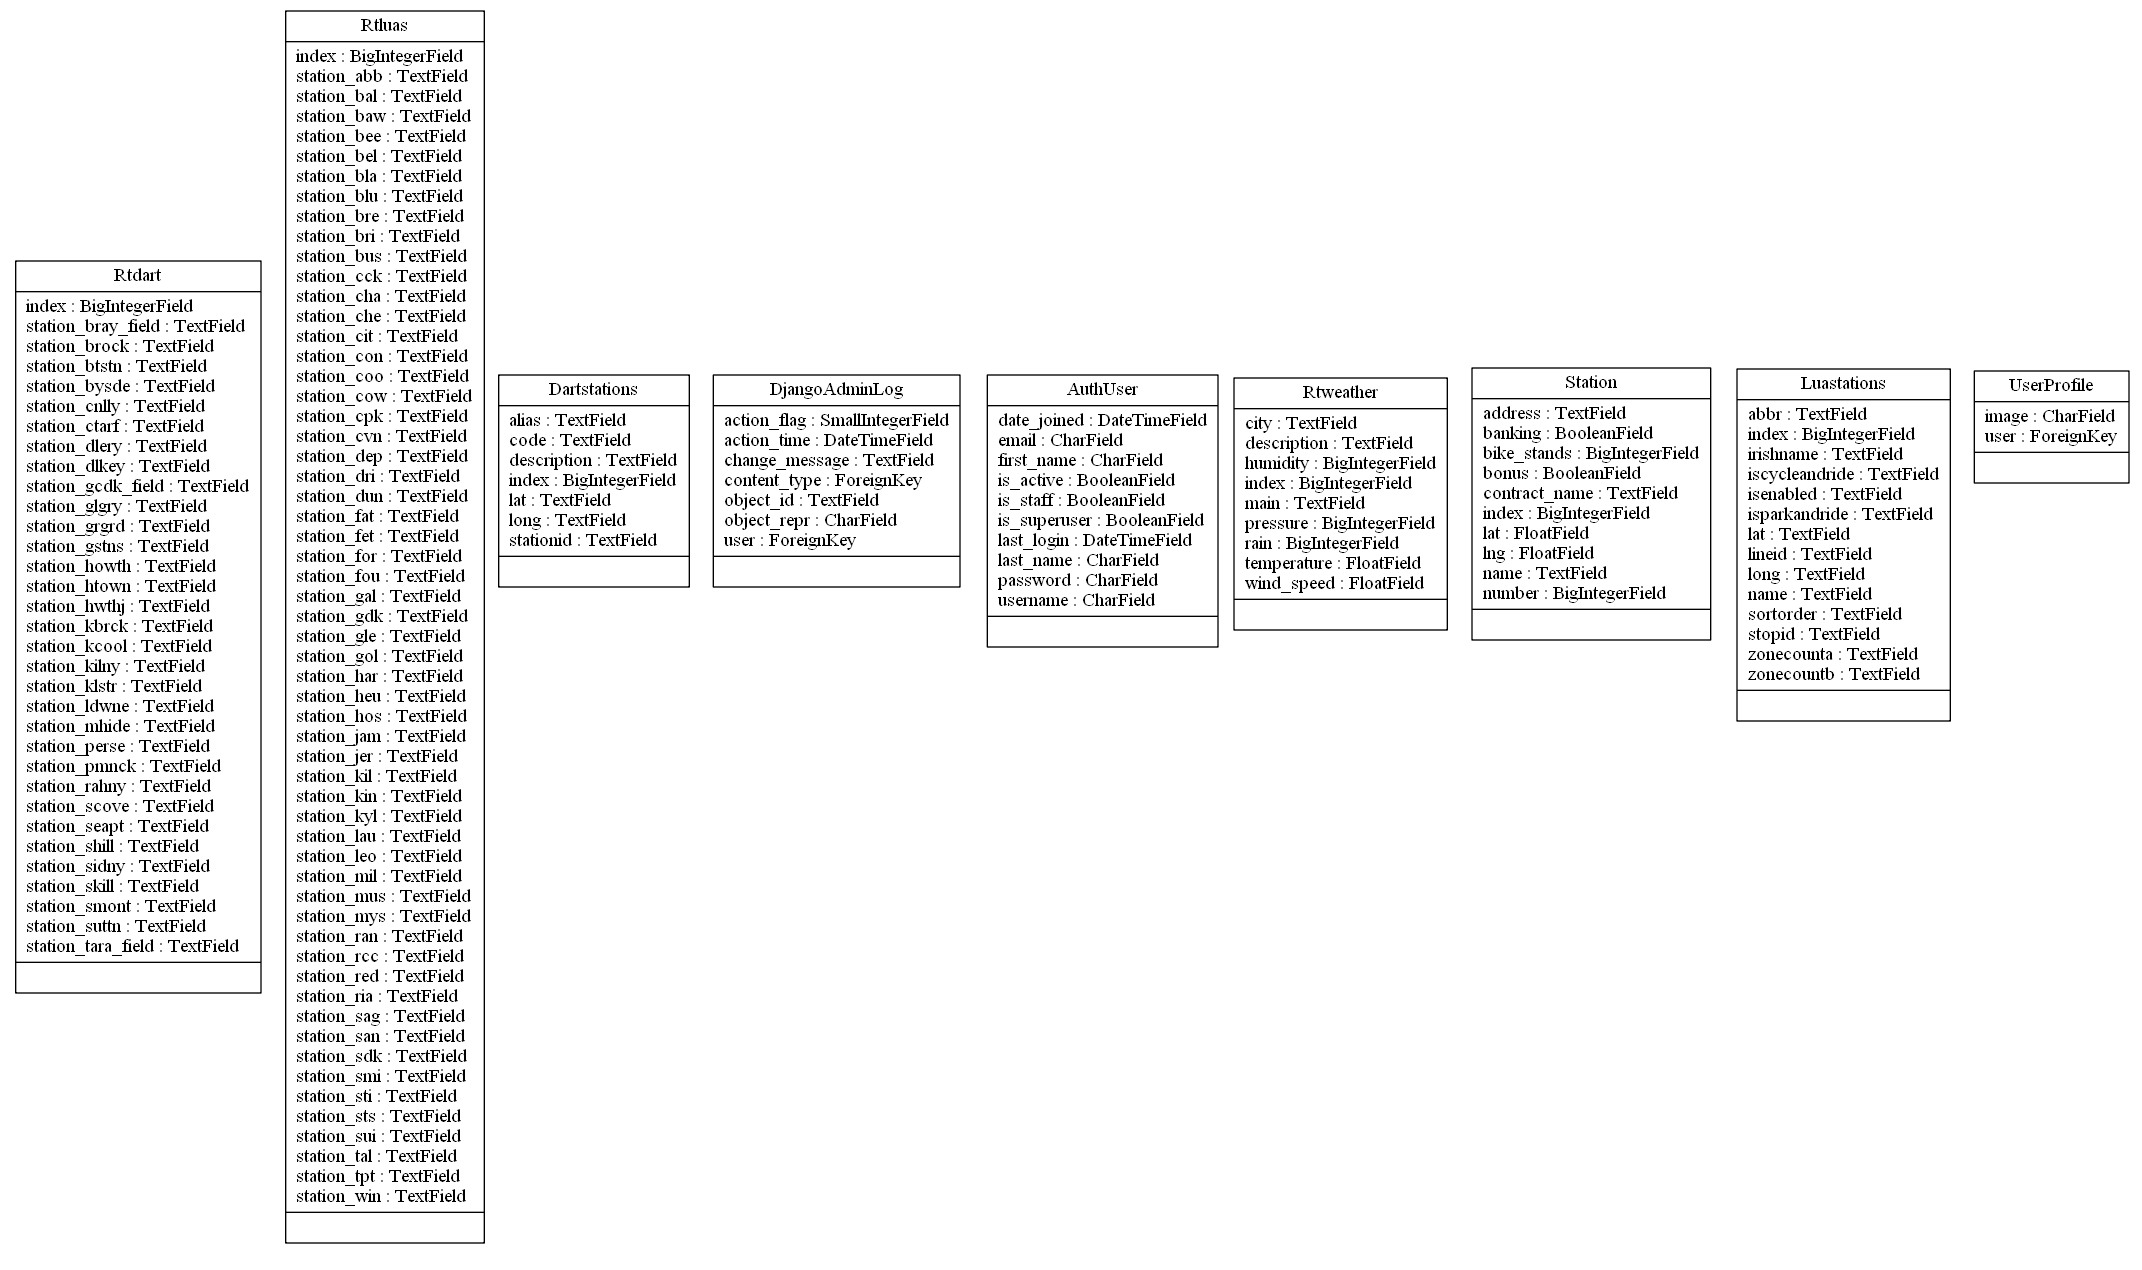 Rtdart
index : BigIntegerField
station_bray_field : TextField
station_brock : TextField
station_btstn : TextField
station_bysde : TextField
station_cnlly : TextField
station_ctarf : TextField
station_dlery : TextField
station_dlkey : TextField
station_gcdk_field : TextField
station_glgry : TextField
station_grgrd : TextField
station_gstns : TextField
station_howth : TextField
station_htown : TextField
station_hwthj : TextField
station_kbrck : TextField
station_kcool : TextField
station_kilny : TextField
station_klstr : TextField
station_ldwne : TextField
station_mhide : TextField
station_perse : TextField
station_pmnck : TextField
station_rahny : TextField
station_scove : TextField
station_seapt : TextField
station_shill : TextField
station_sidny : TextField
station_skill : TextField
station_smont : TextField
station_suttn : TextField
station_tara_field : TextField
Rtluas
index : BigIntegerField
station_abb : TextField
station_bal : TextField
station_baw : TextField
station_bee : TextField
station_bel : TextField
station_bla : TextField
station_blu : TextField
station_bre : TextField
station_bri : TextField
station_bus : TextField
station_cck : TextField
station_cha : TextField
station_che : TextField
station_cit : TextField
station_con : TextField
station_coo : TextField
station_cow : TextField
station_cpk : TextField
station_cvn : TextField
station_dep : TextField
station_dri : TextField
station_dun : TextField
station_fat : TextField
station_fet : TextField
station_for : TextField
station_fou : TextField
station_gal : TextField
station_gdk : TextField
station_gle : TextField
station_gol : TextField
station_har : TextField
station_heu : TextField
station_hos : TextField
station_jam : TextField
station_jer : TextField
station_kil : TextField
station_kin : TextField
station_kyl : TextField
station_lau : TextField
station_leo : TextField
station_mil : TextField
station_mus : TextField
station_mys : TextField
station_ran : TextField
station_rcc : TextField
station_red : TextField
station_ria : TextField
station_sag : TextField
station_san : TextField
station_sdk : TextField
station_smi : TextField
station_sti : TextField
station_sts : TextField
station_sui : TextField
station_tal : TextField
station_tpt : TextField
station_win : TextField
Dartstations
alias : TextField
code : TextField
description : TextField
index : BigIntegerField
lat : TextField
long : TextField
stationid : TextField
DjangoAdminLog
action_flag : SmallIntegerField
action_time : DateTimeField
change_message : TextField
content_type : ForeignKey
object_id : TextField
object_repr : CharField
user : ForeignKey
AuthUser
date_joined : DateTimeField
email : CharField
first_name : CharField
is_active : BooleanField
is_staff : BooleanField
is_superuser : BooleanField
last_login : DateTimeField
last_name : CharField
password : CharField
username : CharField
Rtweather
city : TextField
description : TextField
humidity : BigIntegerField
index : BigIntegerField
main : TextField
pressure : BigIntegerField
rain : BigIntegerField
temperature : FloatField
wind_speed : FloatField
Station
address : TextField
banking : BooleanField
bike_stands : BigIntegerField
bonus : BooleanField
contract_name : TextField
index : BigIntegerField
lat : FloatField
lng : FloatField
name : TextField
number : BigIntegerField
Luastations
abbr : TextField
index : BigIntegerField
irishname : TextField
iscycleandride : TextField
isenabled : TextField
isparkandride : TextField
lat : TextField
lineid : TextField
long : TextField
name : TextField
sortorder : TextField
stopid : TextField
zonecounta : TextField
zonecountb : TextField
UserProfile
image : CharField
user : ForeignKey